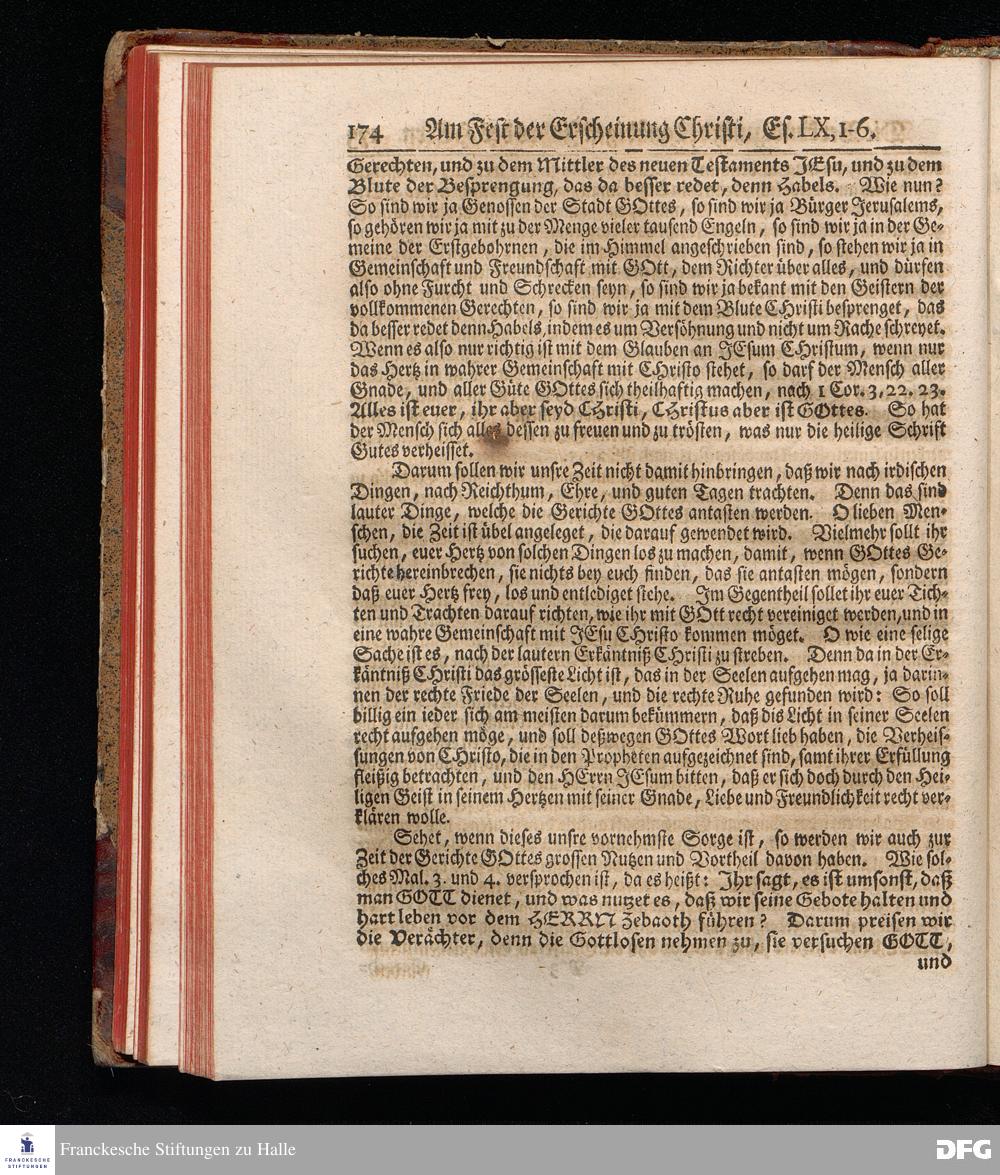 174 Am Fest der Erscheinung Christi, Es. LX, 1-6.
Gerechten, und zu dem Mittler des neuen Testaments JEsu, und zu dem
Blute der Besprengung, das da besser redet, denn Habels. Wie nun?
So sind wir ja Genossen der Stadt GOttes, so sind wir ja Bürger Jerusalems,
so gehören wir ja mit zu der Menge vieler tausend Engeln, so sind wir ja in der Ge-
meine der Erstgebohrnen, die im Himmel angeschrieben sind, so stehen wir ja in
Gemeinschaft und Freundschaft mit GOtt, dem Richter über alles, und dürfen
also ohne Furcht und Schrecken seyn, so sind wir ja bekant mit den Geistern der
vollkommenen Gerechten, so sind wir ja mit dem Blute CHristi besprenget, das
da besser redet denn Habels, indem es um Versöhnung und nicht um Rache schreyet.
Wenn es also nur richtig ist mit dem Glauben an JEsum CHristum, wenn nur
das Hertz in wahrer Gemeinschaft mit CHristo stehet, so darf der Mensch aller
Gnade, und aller Güte GOttes sich theilhaftig machen, nach 1 Cor. 3, 22. 23.
Alles ist euer, ihr aber seyd CHristi, CHristus aber ist GOttes. So hat
der Mensch sich alles dessen zu freuen und zu trösten, was nur die heilige Schrift
Gutes verheisset.
Darum sollen wir unsre Zeit nicht damit hinbringen, daß wir nach irdischen
Dingen, nach Reichthum, Ehre, und guten Tagen trachten. Denn das sind
lauter Dinge, welche die Gerichte GOttes antasten werden. O lieben Men-
schen, die Zeit ist übel angeleget, die darauf gewendet wird. Vielmehr sollt ihr
suchen, euer Hertz von solchen Dingen los zu machen, damit, wenn GOttes Ge-
richte hereinbrechen, sie nichts bey euch finden, das sie antasten mögen, sondern
daß euer Hertz frey, los und entlediget stehe. Im Gegentheil sollet ihr euer Tich-
ten und Trachten darauf richten, wie ihr mit GOtt recht vereiniget werden, und in
eine wahre Gemeinschaft mit JEsu CHristo kommen möget. O wie eine selige
Sache ist es, nach der lautern Erkäntniß CHristi zu streben. Denn da in der Er-
käntniß CHristi das grösseste Licht ist, das in der Seelen aufgehen mag, ja darin-
nen der rechte Friede der Seelen, und die rechte Ruhe gefunden wird: So soll
billig ein ieder sich am meisten darum bekümmern, daß dis Licht in seiner Seelen
recht aufgehen möge, und soll deßwegen GOttes Wort lieb haben, die Verheis-
sungen von CHristo, die in den Propheten aufgezeichnet sind, samt ihrer Erfüllung
fleißig betrachten, und den HErrn JEsum bitten, daß er sich doch durch den Hei-
ligen Geist in seinem Hertzen mit seiner Gnade, Liebe und Freundlichkeit recht ver-
klären wolle.
Sehet, wenn dieses unsre vornehmste Sorge ist, so werden wir auch zur
Zeit der Gerichte GOttes grossen Nutzen und Vortheil davon haben. Wie sol-
ches Mal. 3. und 4. versprochen ist, da es heißt: Ihr sagt, es ist umsonst, daß
man GOTT dienet, und was nutzet es, daß wir seine Gebote halten und
hart leben vor dem HERRN Zebaoth führen? Darum preisen wir
die Verächter, denn die Gottlosen nehmen zu, sie versuchen GOTT,
und
FRANCKESCHE
STIFTUNGEN
Franckesche Stiftungen zu Halle
DFG